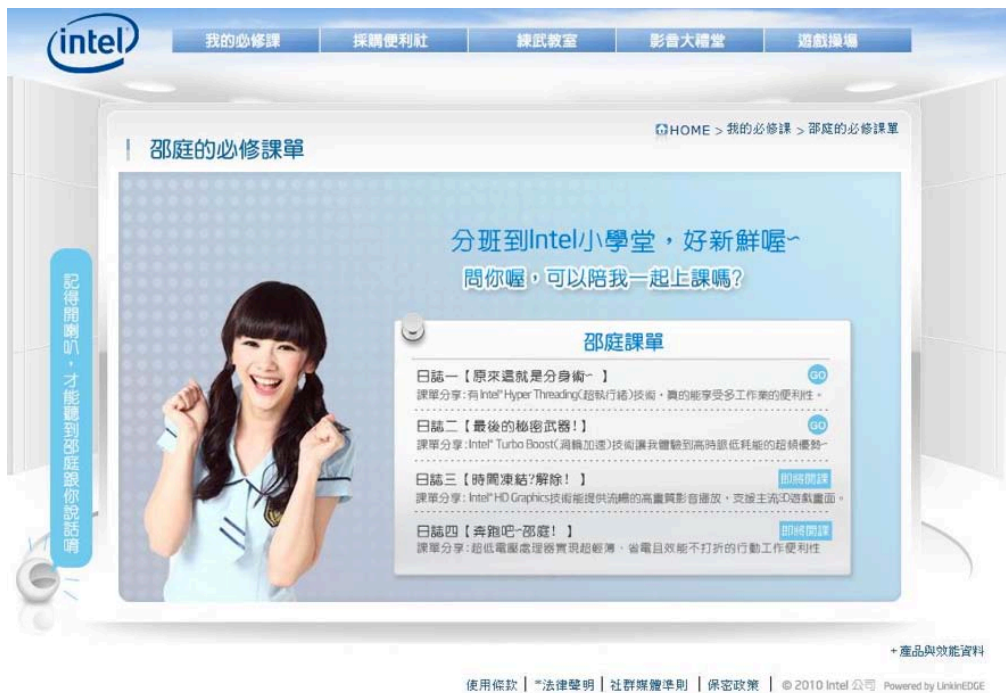 intel
我的必修課
採購便利社
練武教室
影音大禮堂
遊戲操場
HOME > 我的必修課 > 邵庭的必修課單
邵庭的必修課單
分班到Intel小學堂，好新鮮喔~
問你喔，可以陪我一起上課嗎?
記得開喇叭，才能聽到邵庭跟你說話唷
邵庭課單
日誌一【原來這就是分身術~ 】 GO
課單分享:有Intel® Hyper Threading(超執行緒)技術，真的能享受多工作業的便利性。
日誌二【最後的秘密武器! 】 GO
課單分享:Intel® Turbo Boost(渦輪加速)技術讓我體驗到高時脈低耗能的超頻優勢~
日誌三【時間凍結?解除! 】 即將開課
課單分享: Intel® HD Graphics技術能提供流暢的高畫質影音播放，支援主流3D遊戲畫面。
日誌四【奔跑吧~邵庭! 】 即將開課
課單分享:超低電壓處理器實現超輕薄、省電且效能不打折的行動工作便利性
+產品與效能資料
使用條款 | *法律聲明 | 社群媒體準則 | 保密政策 | © 2010 Intel 公司 Powered by LinkinEDGE